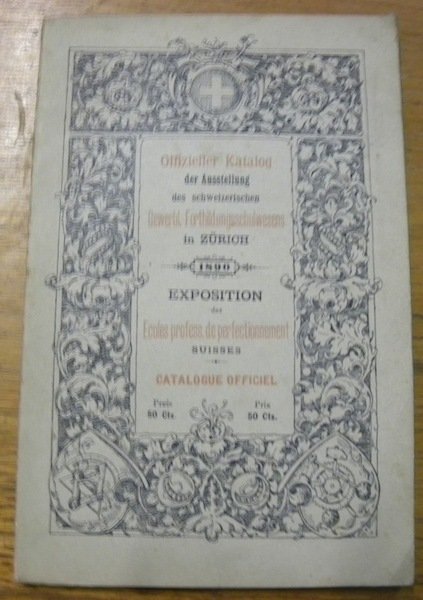 Offizieller Katalog
der Ausstellung
des schweizerischen
Gewerbl. Fortbildungsschulwesens
in ZÜRICH
1890
EXPOSITION
des
Ecoles profess. de perfectionnement
SUISSES
CATALOGUE OFFICIEL
Preis
50 Cts.
Prix
50 Cts.